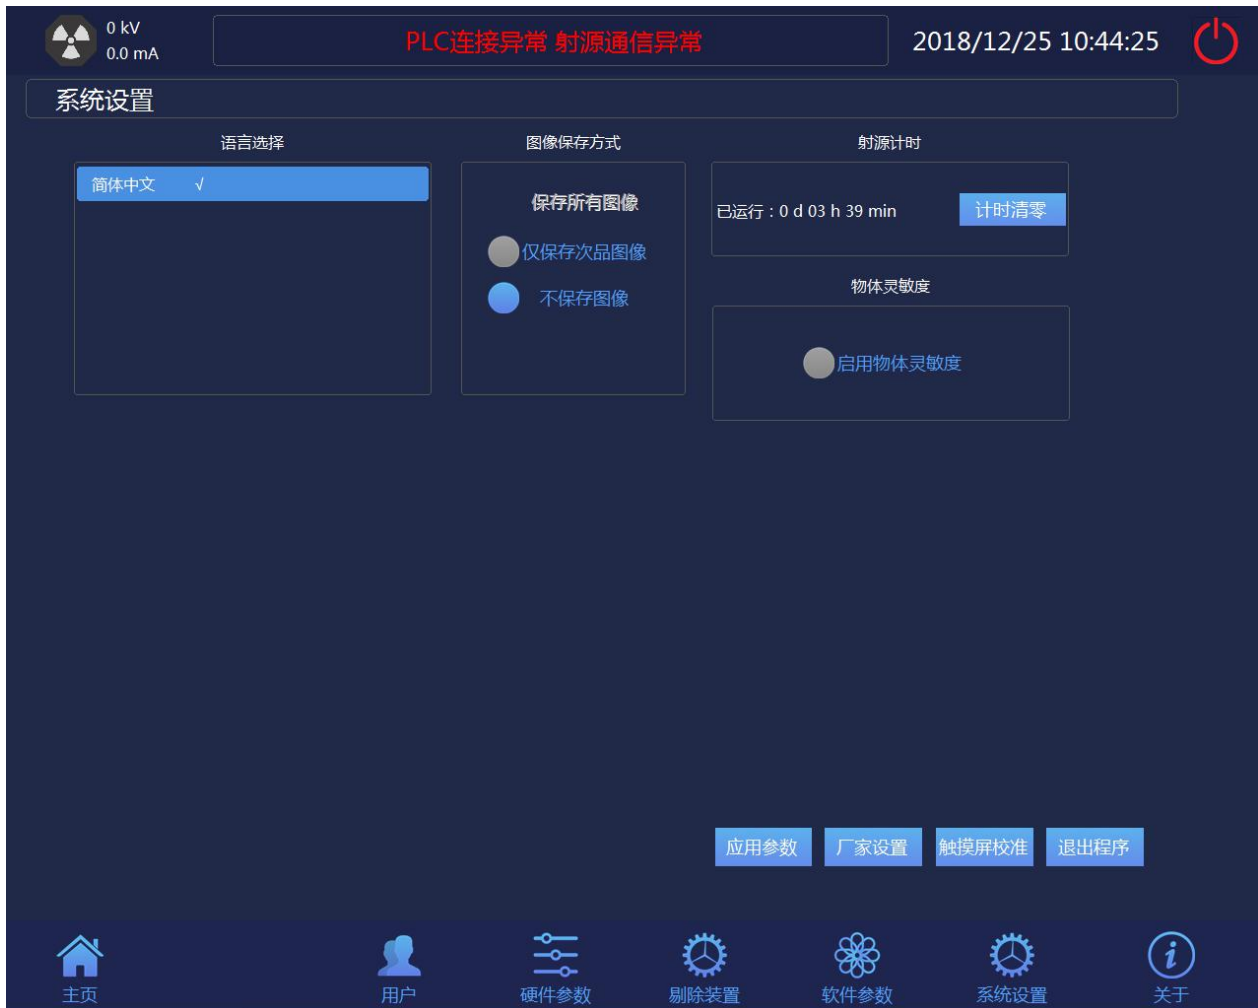 0 kV
0.0 mA
PLC连接异常 射源通信异常
2018/12/25 10:44:25
系统设置
语言选择
图像保存方式
射源计时
简体中文 √
保存所有图像
仅保存次品图像
不保存图像
已运行：0 d 03 h 39 min
计时清零
物体灵敏度
启用物体灵敏度
应用参数
厂家设置
触摸屏校准
退出程序
主页
用户
硬件参数
剔除装置
软件参数
系统设置
关于